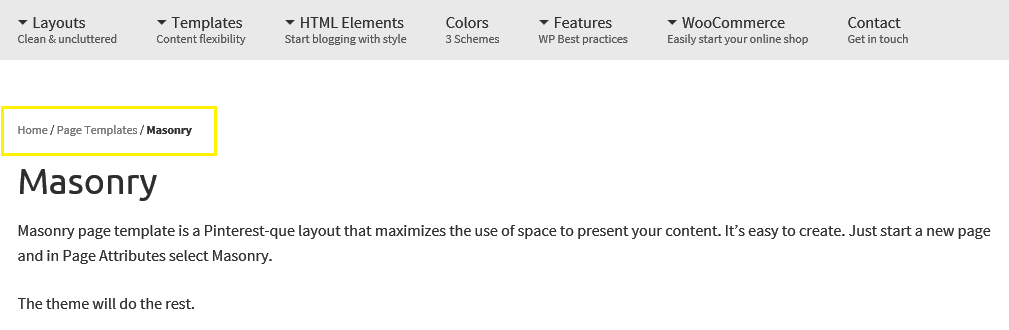 Layouts Templates HTML Elements Colors Features WooCommerce Contact
Clean & uncluttered Content flexibility Start blogging with style 3 Schemes WP Best practices Easily start your online shop Get in touch
Home / Page Templates / Masonry
Masonry
Masonry page template is a Pinterest-que layout that maximizes the use of space to present your content. It’s easy to create. Just start a new page
and in Page Attributes select Masonry.
The theme will do the rest.